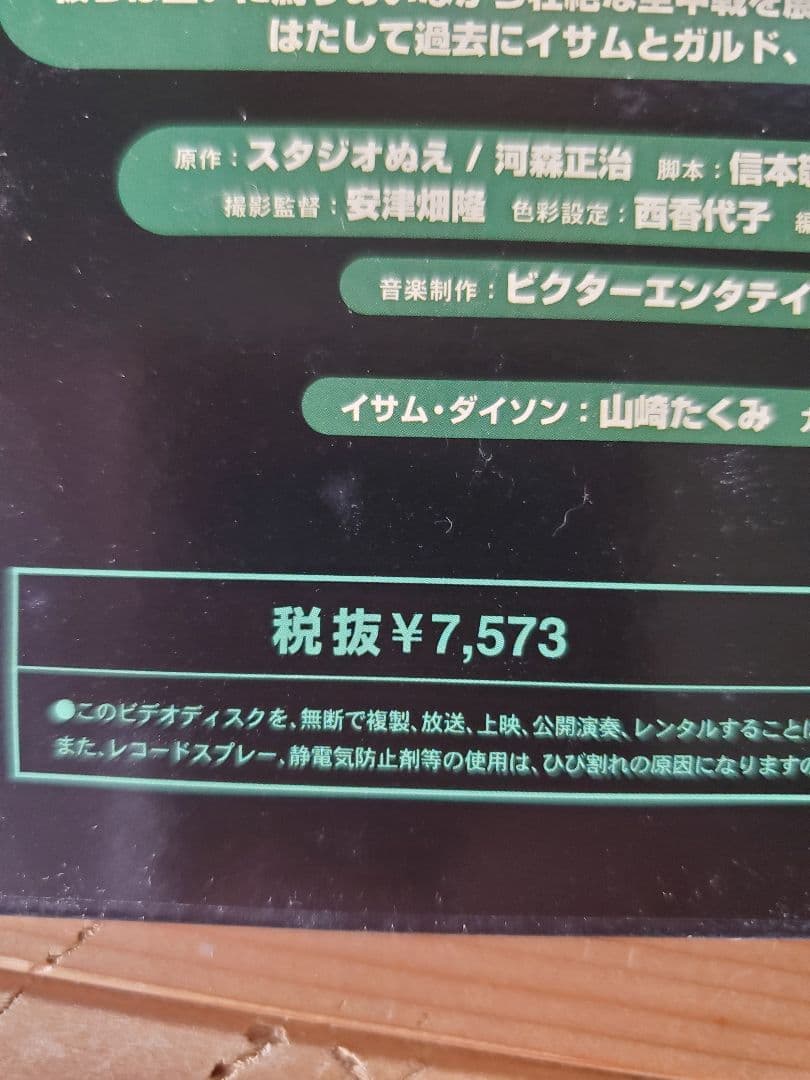 はたして過去にイサムとガルド、
原作：スタジオぬえ / 河森正治 脚本：信本
撮影監督：安津畑隆 色彩設定：西香代子 編
音楽制作：ビクターエンタテイ
イサム・ダイソン：山崎たくみ ガ
税抜￥7,573
●このビデオディスクを、無断で複製、放送、上映、公開演奏、レンタルすることは
また、レコードスプレー、静電気防止剤等の使用は、ひび割れの原因になりますの